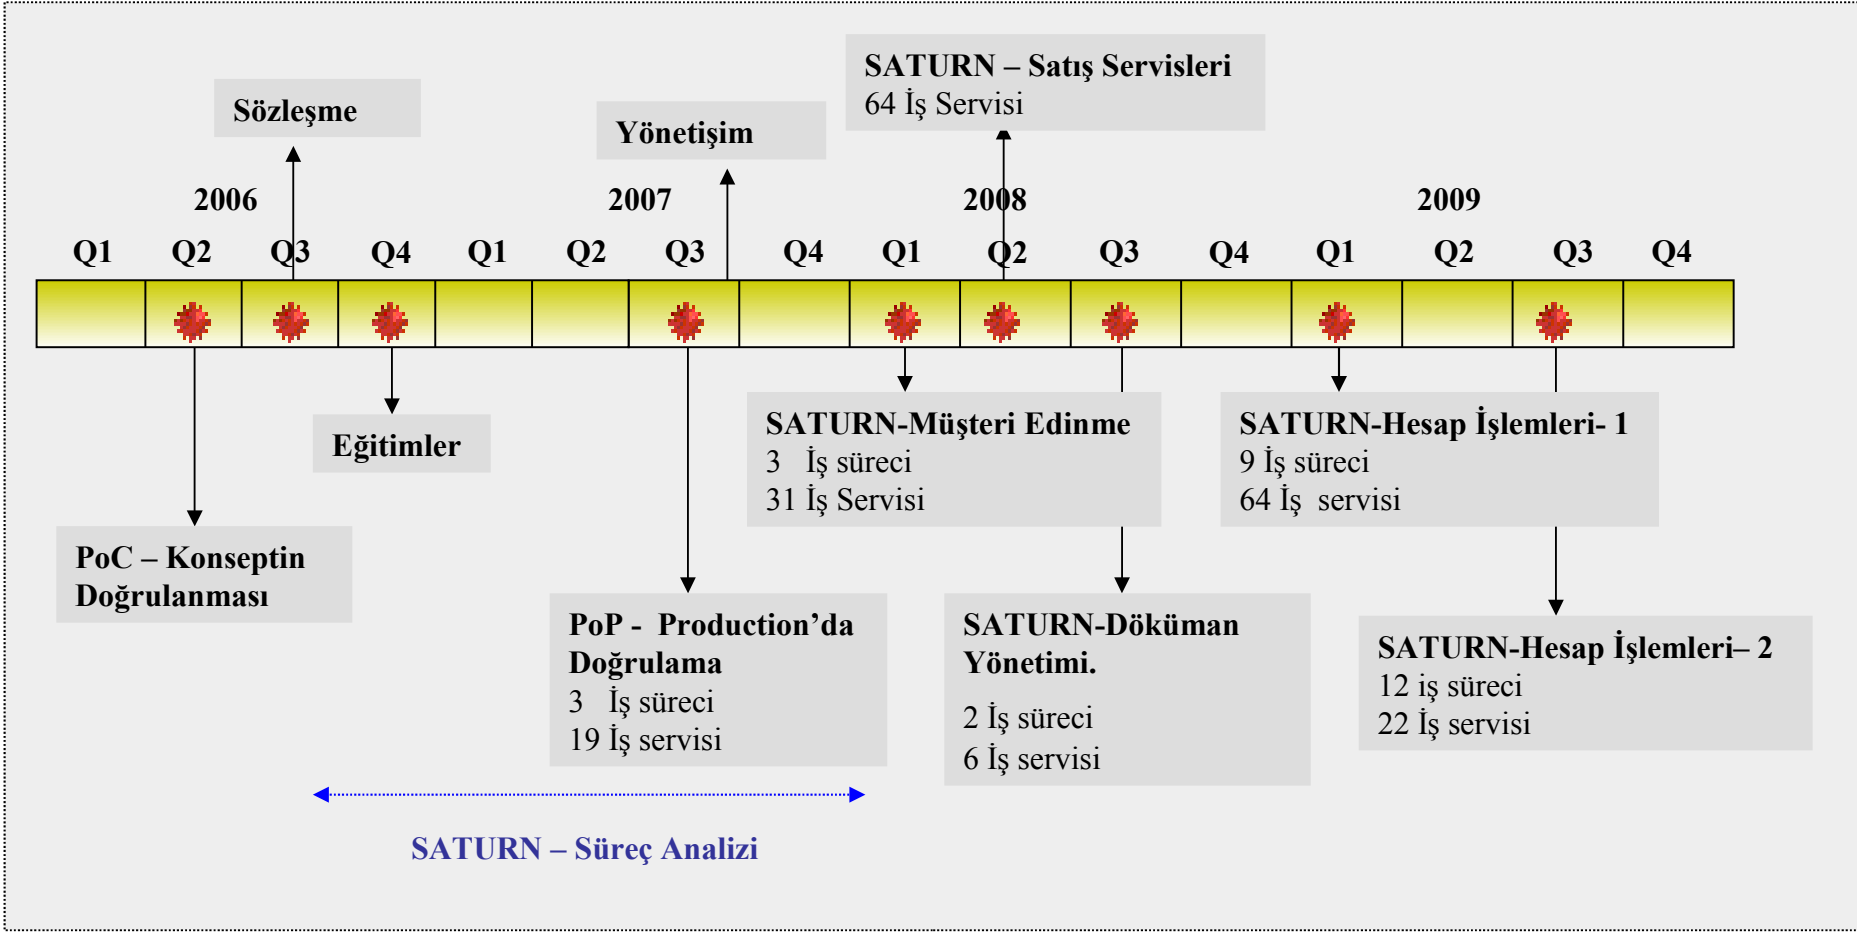 SATURN – Satış Servisleri
64 İş Servisi
Sözleşme
Yönetişim
2006 2007 2008 2009
Q1 Q2 Q3 Q4 Q1 Q2 Q3 Q4 Q1 Q2 Q3 Q4 Q1 Q2 Q3 Q4
Eğitimler
SATURN-Müşteri Edinme
3 İş süreci
31 İş Servisi
SATURN-Hesap İşlemleri- 1
9 İş süreci
64 İş servisi
PoC – Konseptin
Doğrulanması
PoP - Production’da
Doğrulama
3 İş süreci
19 İş servisi
SATURN-Döküman
Yönetimi.
2 İş süreci
6 İş servisi
SATURN-Hesap İşlemleri– 2
12 iş süreci
22 İş servisi
SATURN – Süreç Analizi